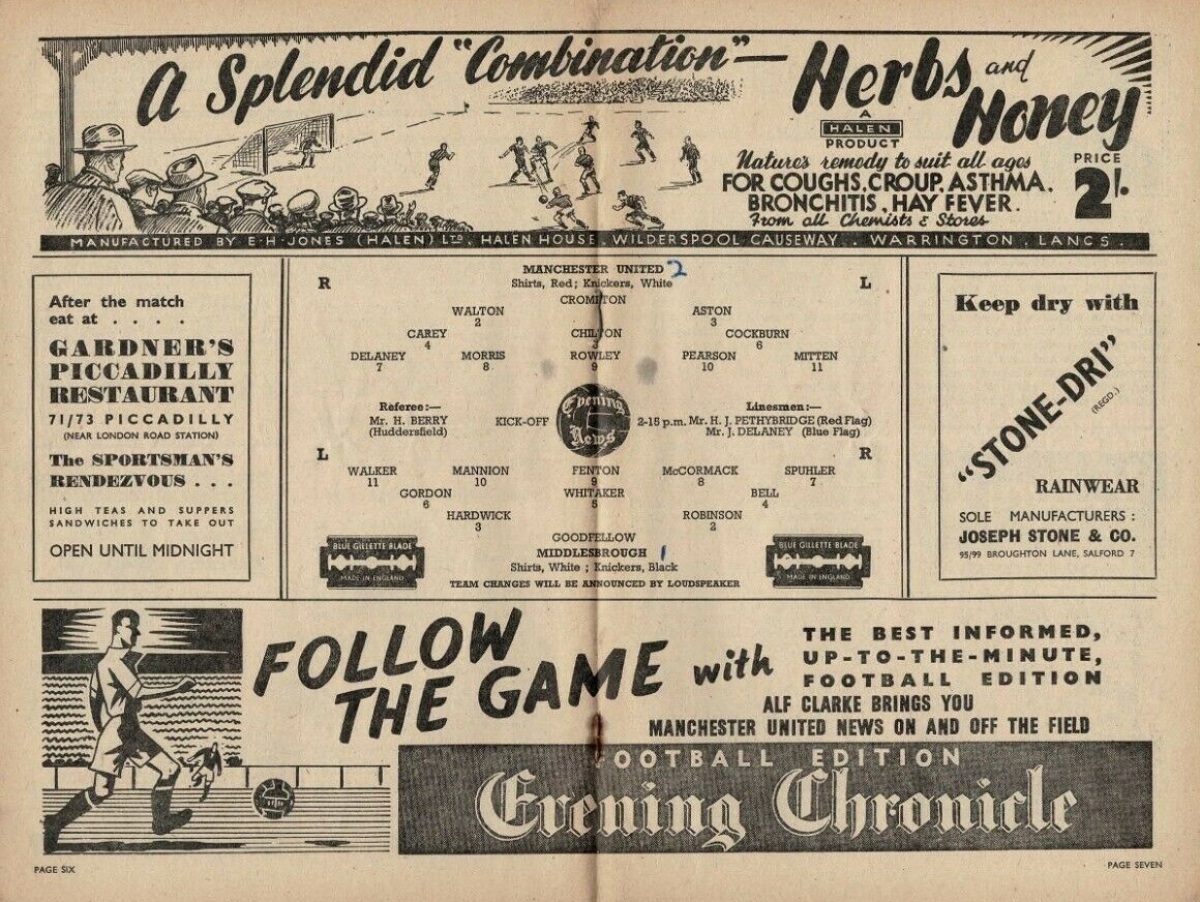 A Splendid "Combination"—
Herbs and Honey
A
HALEN
PRODUCT
Nature's remedy to suit all ages
FOR COUGHS, CROUP, ASTHMA.
BRONCHITIS, HAY FEVER.
From all Chemists & Stores
PRICE
2/-
MANUFACTURED BY E·H·JONES (HALEN) LTD. HALEN HOUSE. WILDERSPOOL CAUSEWAY. WARRINGTON. LANCS.
After the match
eat at . . . .
GARDNER'S
PICCADILLY
RESTAURANT
71/73 PICCADILLY
(NEAR LONDON ROAD STATION)
The SPORTSMAN'S
RENDEZVOUS . . .
HIGH TEAS AND SUPPERS
SANDWICHES TO TAKE OUT
OPEN UNTIL MIDNIGHT
MANCHESTER UNITED 2
R Shirts, Red; Knickers, White L
CROMPTON
WALTON ASTON
2 3
CAREY CHILTON COCKBURN
4 5 6
DELANEY MORRIS ROWLEY PEARSON MITTEN
7 8 9 10 11
Referee:—
Mr. H. BERRY
(Huddersfield)
KICK-OFF
Evening
News
2-15 p.m.
Linesmen:—
Mr. H. J. PETHYBRIDGE (Red Flag)
Mr. J. DELANEY (Blue Flag)
L R
WALKER MANNION FENTON McCORMACK SPUHLER
11 10 9 8 7
GORDON WHITAKER BELL
6 5 4
HARDWICK ROBINSON
3 2
GOODFELLOW
MIDDLESBROUGH 1
Shirts, White; Knickers, Black
TEAM CHANGES WILL BE ANNOUNCED BY LOUDSPEAKER
BLUE GILLETTE BLADE
MADE IN ENGLAND
BLUE GILLETTE BLADE
MADE IN ENGLAND
Keep dry with
"STONE-DRI"
(REGD.)
RAINWEAR
SOLE MANUFACTURERS:
JOSEPH STONE & CO.
95/99 BROUGHTON LANE, SALFORD 7
FOLLOW
THE GAME with
THE BEST INFORMED,
UP-TO-THE-MINUTE,
FOOTBALL EDITION
ALF CLARKE BRINGS YOU
MANCHESTER UNITED NEWS ON AND OFF THE FIELD
FOOTBALL EDITION
Evening Chronicle
PAGE SIX
PAGE SEVEN